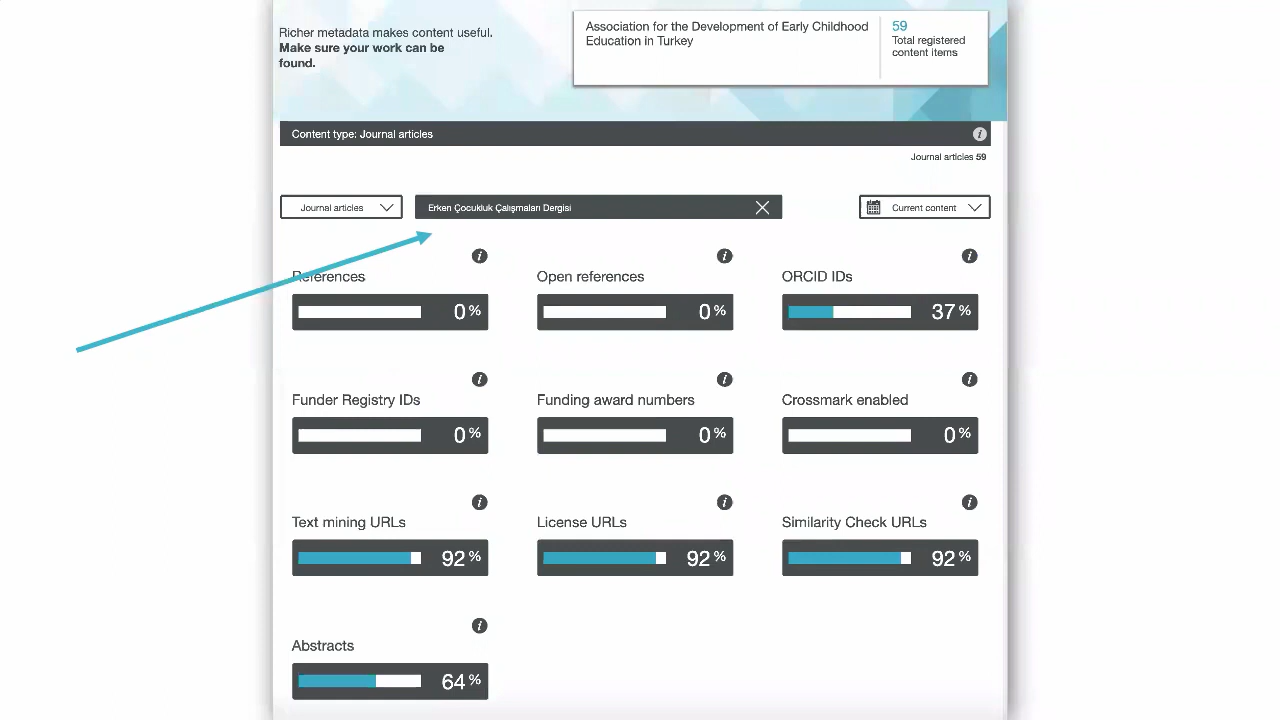 Richer metadata makes content useful.
Make sure your work can be
found.
Association for the Development of Early Childhood
Education in Turkey
59
Total registered
content items
Content type: Journal articles
Journal articles 59
Journal articles
Erken Çocukluk Çalışmaları Dergisi
Current content
References
0%
Open references
0%
ORCID IDs
37%
Funder Registry IDs
0%
Funding award numbers
0%
Crossmark enabled
0%
Text mining URLs
92%
License URLs
92%
Similarity Check URLs
92%
Abstracts
64%